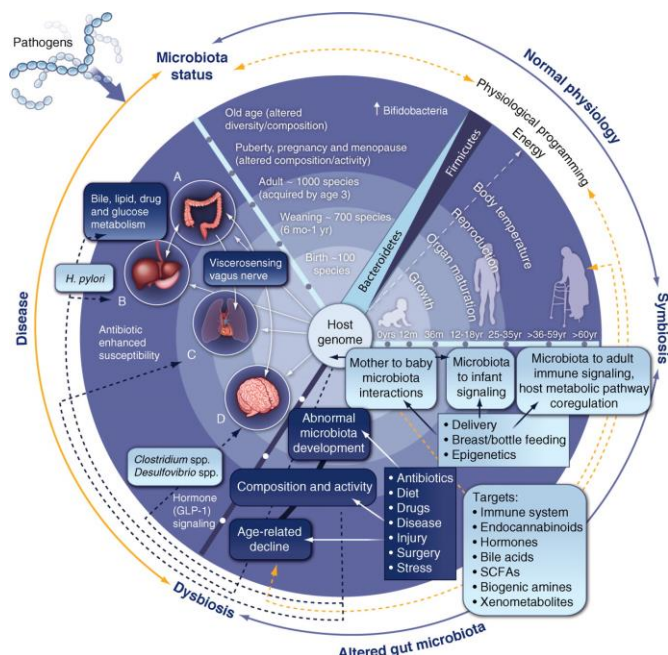 Pathogens
Microbiota
status
Normal physiology
Physiological programming
Energy
Old age (altered
diversity/composition)
↑ Bifidobacteria
Puberty, pregnancy and menopause
(altered composition/activity)
Adult ~ 1000 species
(acquired by age 3)
Weaning ~ 700 species
(6 mo-1 yr)
Birth ~100
species
Firmicutes
Bacteroidetes
Body temperature
Reproduction
Organ maturation
Growth
A
Bile, lipid, drug
and glucose
metabolism
Viscerosensing
vagus nerve
H. pylori
B
Disease
Antibiotic
enhanced
susceptibility
C
Host
genome
0yrs 12m 36m 12-18yr 25-35yr >36-59yr >60yr
Symbiosis
Mother to baby
microbiota
interactions
Microbiota
to infant
signaling
Microbiota to adult
immune signaling,
host metabolic pathway
coregulation
D
Abnormal
microbiota
development
• Delivery
• Breast/bottle feeding
• Epigenetics
Clostridium spp.
Desulfovibrio spp.
Hormone
(GLP-1)
signaling
Composition and activity
Age-related
decline
• Antibiotics
• Diet
• Drugs
• Disease
• Injury
• Surgery
• Stress
Targets:
• Immune system
• Endocannabinoids
• Hormones
• Bile acids
• SCFAs
• Biogenic amines
• Xenometabolites
Dysbiosis
Altered gut microbiota